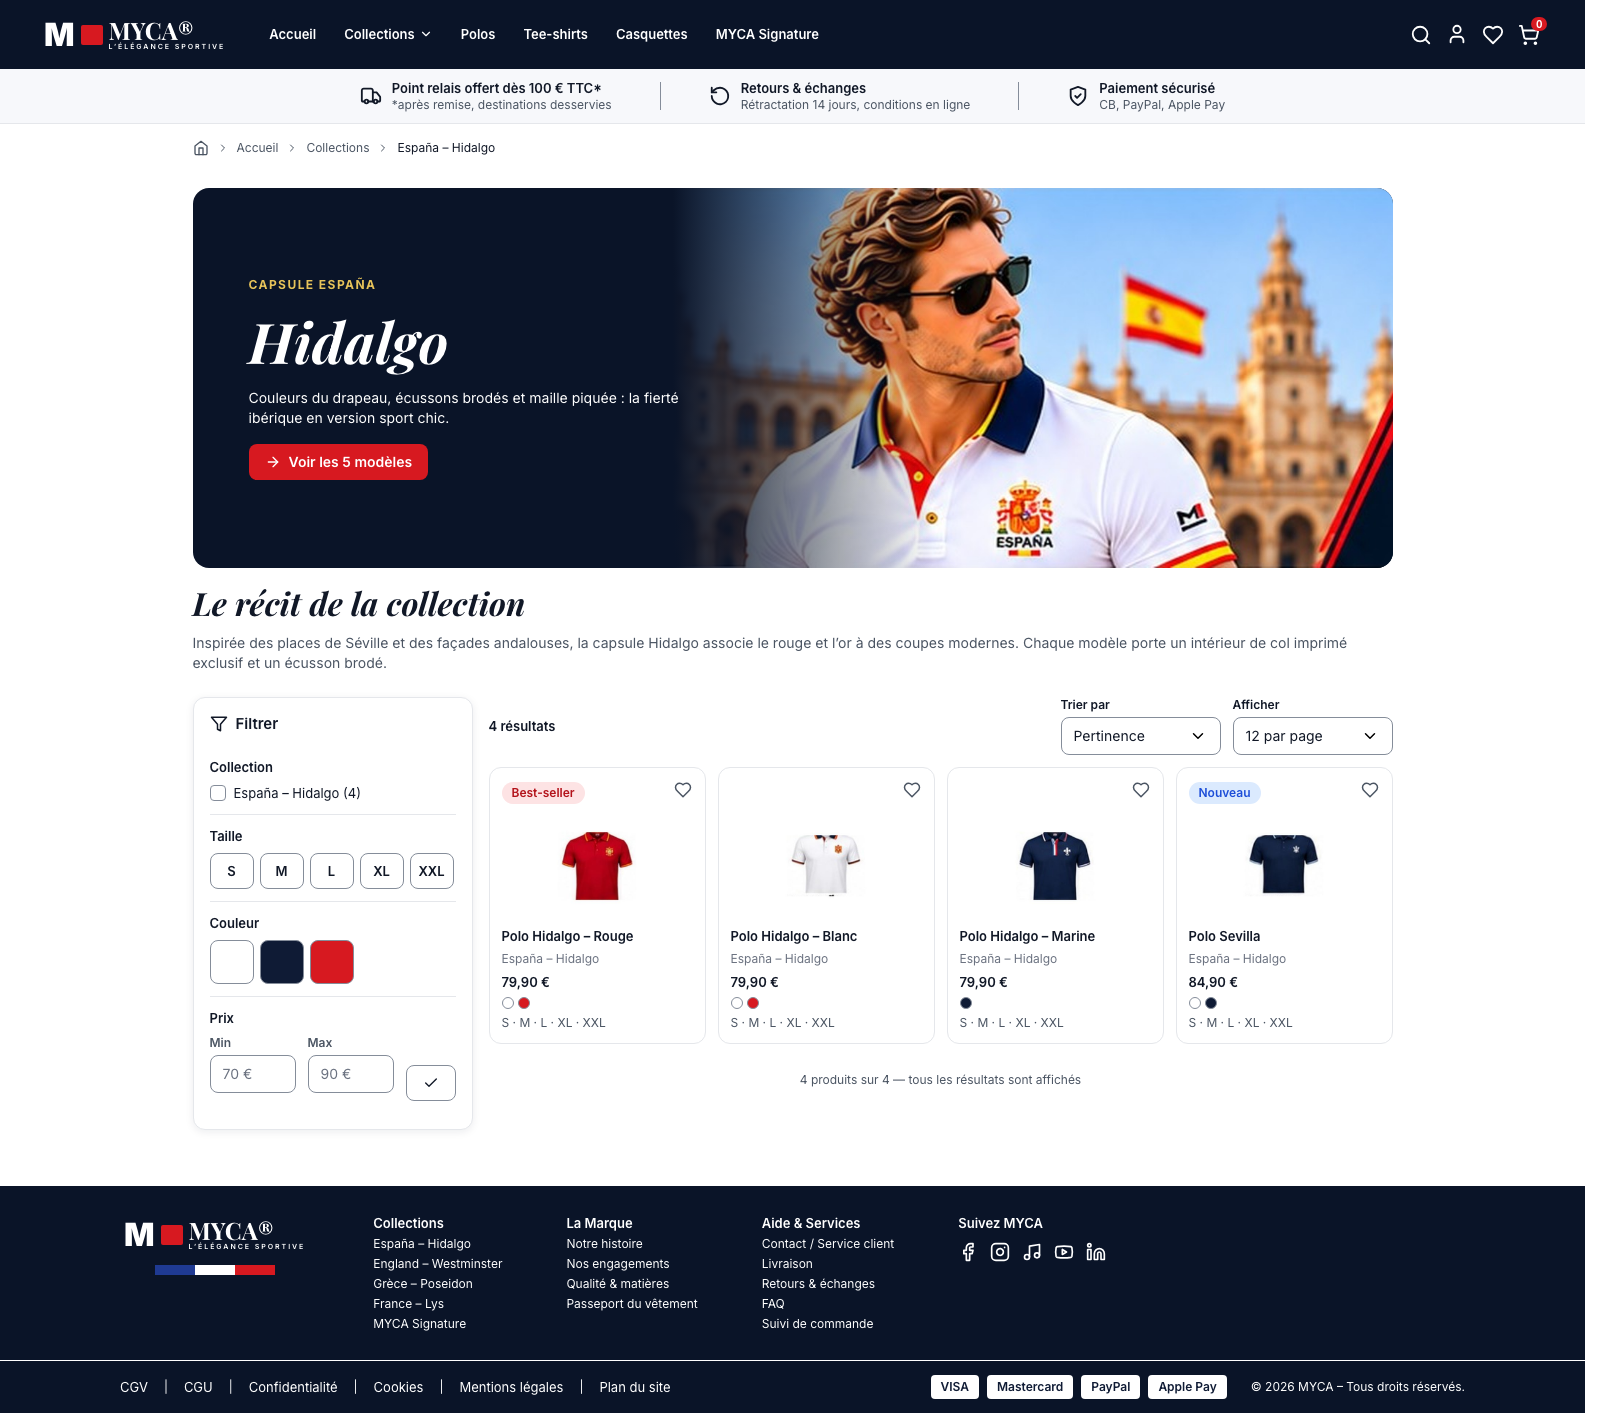 M MYCA®
L'ÉLÉGANCE SPORTIVE
Accueil
Collections
Polos
Tee-shirts
Casquettes
MYCA Signature
0
Point relais offert dès 100 € TTC*
*après remise, destinations desservies
Retours & échanges
Rétractation 14 jours, conditions en ligne
Paiement sécurisé
CB, PayPal, Apple Pay
Accueil
Collections
España – Hidalgo
CAPSULE ESPAÑA
Hidalgo
Couleurs du drapeau, écussons brodés et maille piquée : la fierté
ibérique en version sport chic.
Voir les 5 modèles
ESPAÑA
M
Le récit de la collection
Inspirée des places de Séville et des façades andalouses, la capsule Hidalgo associe le rouge et l’or à des coupes modernes. Chaque modèle porte un intérieur de col imprimé
exclusif et un écusson brodé.
Filtrer
Collection
España – Hidalgo (4)
Taille
S
M
L
XL
XXL
Couleur
Prix
Min
Max
70 €
90 €
4 résultats
Trier par
Pertinence
Afficher
12 par page
Best-seller
Polo Hidalgo – Rouge
España – Hidalgo
79,90 €
S · M · L · XL · XXL
Polo Hidalgo – Blanc
España – Hidalgo
79,90 €
S · M · L · XL · XXL
Polo Hidalgo – Marine
España – Hidalgo
79,90 €
S · M · L · XL · XXL
Nouveau
Polo Sevilla
España – Hidalgo
84,90 €
S · M · L · XL · XXL
4 produits sur 4 — tous les résultats sont affichés
M MYCA®
L'ÉLÉGANCE SPORTIVE
Collections
España – Hidalgo
England – Westminster
Grèce – Poseidon
France – Lys
MYCA Signature
La Marque
Notre histoire
Nos engagements
Qualité & matières
Passeport du vêtement
Aide & Services
Contact / Service client
Livraison
Retours & échanges
FAQ
Suivi de commande
Suivez MYCA
CGV
CGU
Confidentialité
Cookies
Mentions légales
Plan du site
VISA
Mastercard
PayPal
Apple Pay
© 2026 MYCA – Tous droits réservés.